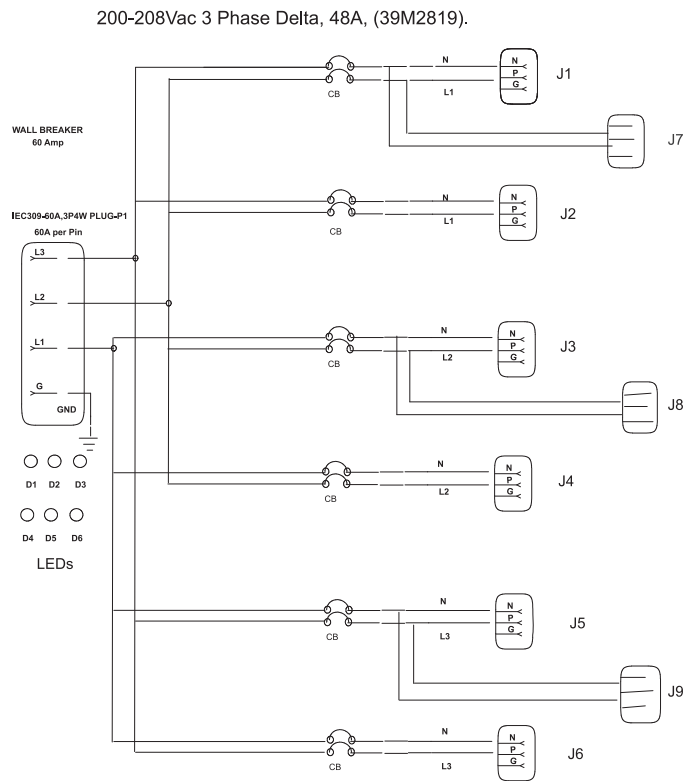 200-208Vac 3 Phase Delta, 48A, (39M2819).
N
N
J1
P
G
CB
L1
WALL BREAKER
60 Amp
J7
N
N
J2
P
G
L1
CB
IEC309-60A,3P4W PLUG-P1
60A per Pin
L3
L2
L1
N
N
J3
P
G
L2
CB
G
GND
J8
D1 D2 D3
N
N
J4
P
G
L2
CB
D4 D5 D6
LEDs
N
N
J5
P
G
L3
CB
J9
N
N
J6
P
G
L3
CB